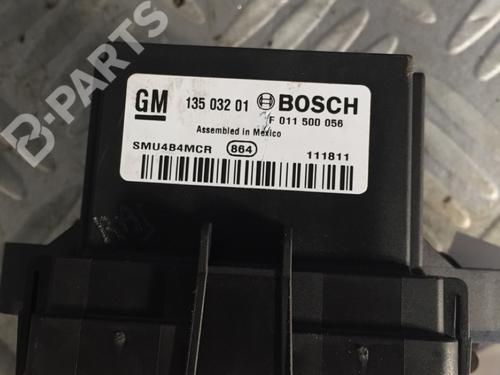 B-PARTS
GM 135 032 01 BOSCH
F 011 500 056
Assembled in Mexico
SMU4B4MCR 864 111811